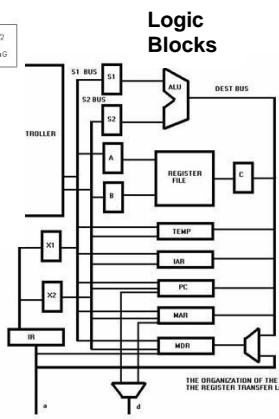 Logic
Blocks
2
G
S1 BUS
S1
ALU
DEST BUS
S2 BUS
S2
TROLLER
A
REGISTER
FILE
C
B
TEMP
X1
IAR
PC
X2
MAR
IR
MDR
THE ORGANIZATION OF THE
THE REGISTER TRANSFER L
a
d